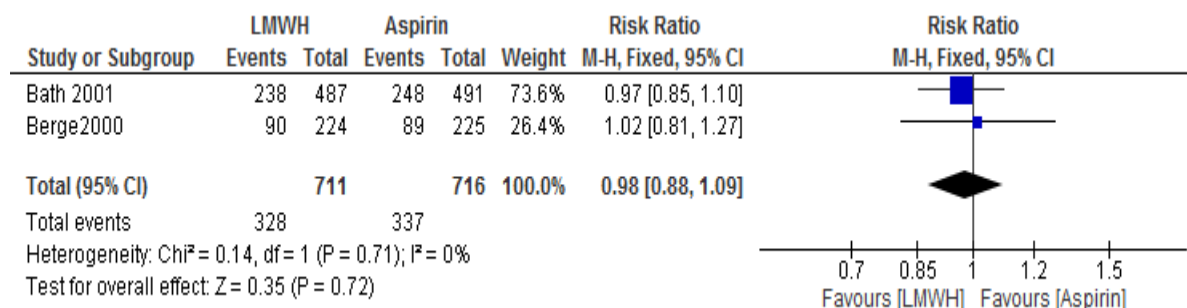 LMWH Aspirin Risk Ratio Risk Ratio
Study or Subgroup Events Total Events Total Weight M-H, Fixed, 95% CI M-H, Fixed, 95% CI
Bath 2001 238 487 248 491 73.6% 0.97 [0.85, 1.10]
Berge2000 90 224 89 225 26.4% 1.02 [0.81, 1.27]
Total (95% CI) 711 716 100.0% 0.98 [0.88, 1.09]
Total events 328 337
Heterogeneity: Chi² = 0.14, df = 1 (P = 0.71); I² = 0%
Test for overall effect: Z = 0.35 (P = 0.72)
0.7 0.85 1 1.2 1.5
Favours [LMWH] Favours [Aspirin]